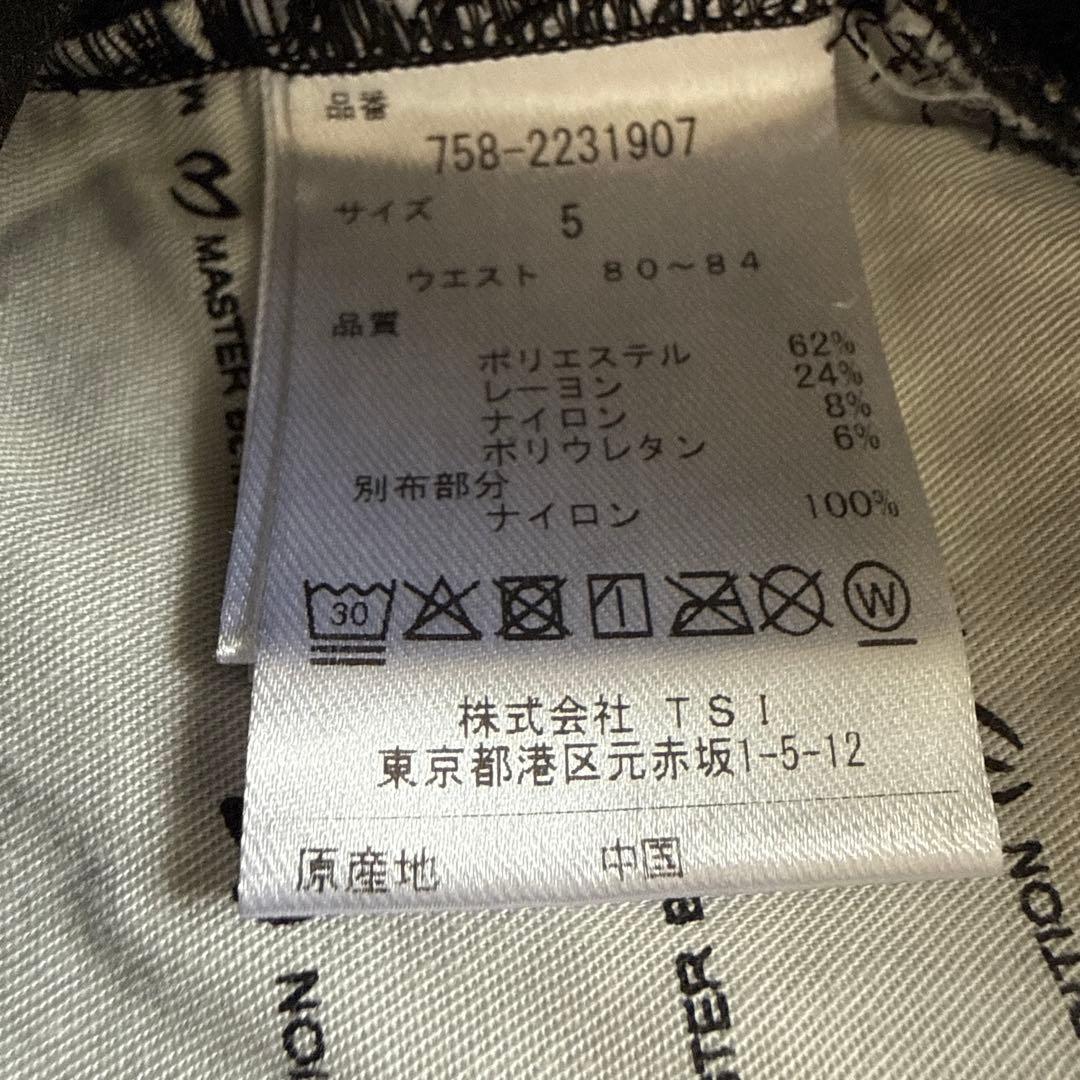 品番
758-2231907
サイズ 5
ウエスト 80～84
品質
ポリエステル 62%
レーヨン 24%
ナイロン 8%
ポリウレタン 6%
別布部分
ナイロン 100%
30
W
株式会社 TSI
東京都港区元赤坂1-5-12
原産地 中国
MASTER
ION
TER
ITION